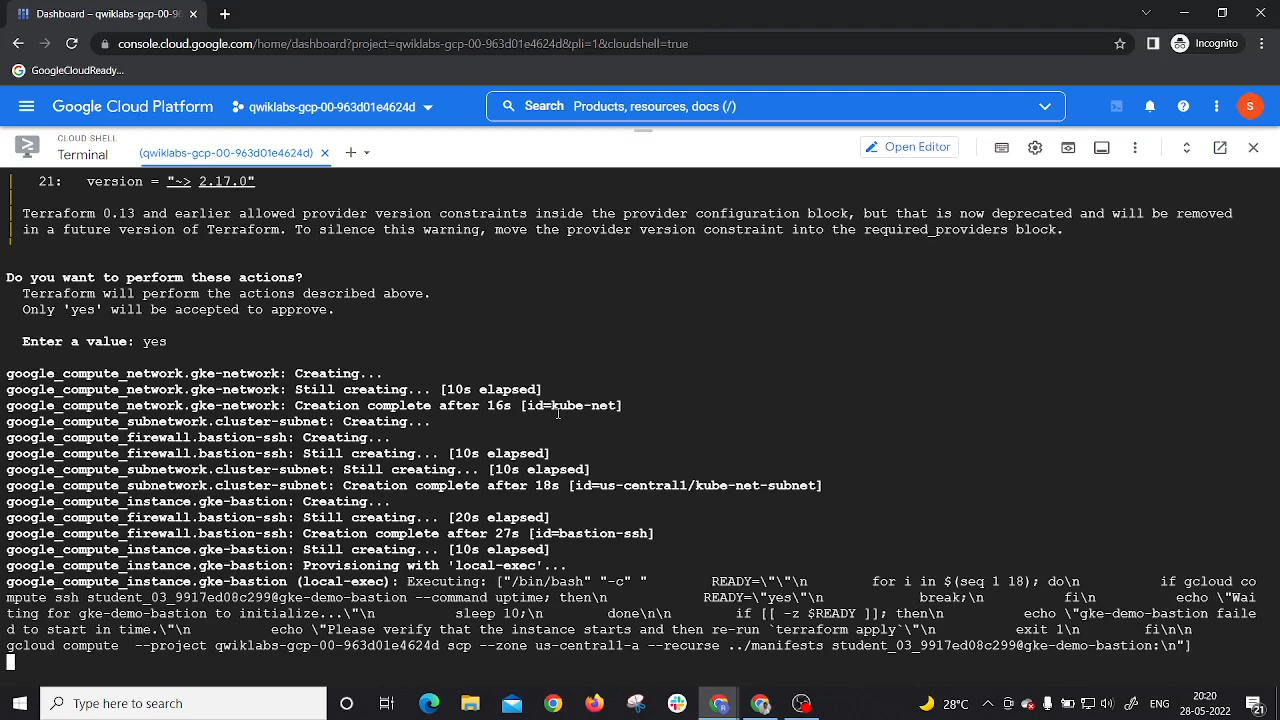 Dashboard – qwiklabs-gcp-00-96
console.cloud.google.com/home/dashboard?project=qwiklabs-gcp-00-963d01e4624d&pli=1&cloudshell=true
Incognito
GoogleCloudReady...
Google Cloud Platform
qwiklabs-gcp-00-963d01e4624d
Search Products, resources, docs (/)
S
CLOUD SHELL
Terminal
(qwiklabs-gcp-00-963d01e4624d)
Open Editor
21: version = "~> 2.17.0"
Terraform 0.13 and earlier allowed provider version constraints inside the provider configuration block, but that is now deprecated and will be removed
in a future version of Terraform. To silence this warning, move the provider version constraint into the required_providers block.
Do you want to perform these actions?
Terraform will perform the actions described above.
Only 'yes' will be accepted to approve.
Enter a value: yes
google_compute_network.gke-network: Creating...
google_compute_network.gke-network: Still creating... [10s elapsed]
google_compute_network.gke-network: Creation complete after 16s [id=kube-net]
google_compute_subnetwork.cluster-subnet: Creating...
google_compute_firewall.bastion-ssh: Creating...
google_compute_firewall.bastion-ssh: Still creating... [10s elapsed]
google_compute_subnetwork.cluster-subnet: Still creating... [10s elapsed]
google_compute_subnetwork.cluster-subnet: Creation complete after 18s [id=us-central1/kube-net-subnet]
google_compute_instance.gke-bastion: Creating...
google_compute_firewall.bastion-ssh: Still creating... [20s elapsed]
google_compute_firewall.bastion-ssh: Creation complete after 27s [id=bastion-ssh]
google_compute_instance.gke-bastion: Still creating... [10s elapsed]
google_compute_instance.gke-bastion: Provisioning with 'local-exec'...
google_compute_instance.gke-bastion (local-exec): Executing: ["/bin/bash" "-c" " READY=\"\"\n for i in $(seq 1 18); do\n if gcloud co
mpute ssh student_03_9917ed08c299@gke-demo-bastion --command uptime; then\n READY=\"yes\"\n break;\n fi\n echo \"Wai
ting for gke-demo-bastion to initialize...\"\n sleep 10;\n done\n\n if [[ -z $READY ]]; then\n echo \"gke-demo-bastion faile
d to start in time.\"\n echo \"Please verify that the instance starts and then re-run `terraform apply`\"\n exit 1\n fi\n\n
gcloud compute --project qwiklabs-gcp-00-963d01e4624d scp --zone us-central1-a --recurse ../manifests student_03_9917ed08c299@gke-demo-bastion:\n"]
Type here to search
28°C
ENG
20:20
28-05-2022
21